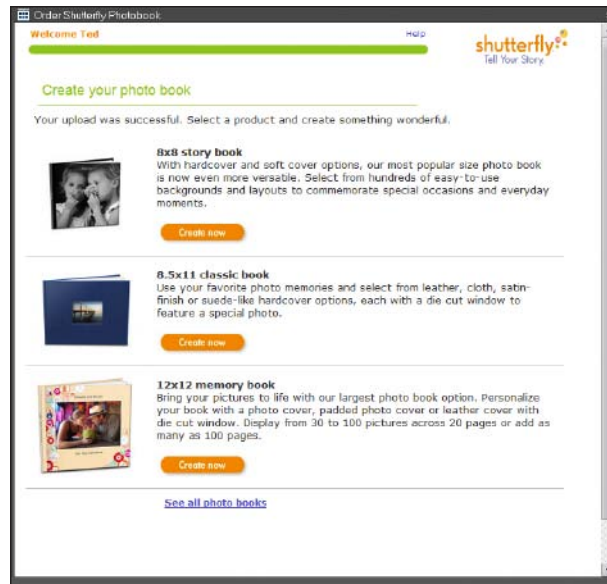 Order Shutterfly Photobook
Welcome Ted
Help
shutterfly
Tell Your Story.
Create your photo book
Your upload was successful. Select a product and create something wonderful.
8x8 story book
With hardcover and soft cover options, our most popular size photo book
is now even more versatile. Select from hundreds of easy-to-use
backgrounds and layouts to commemorate special occasions and everyday
moments.
Create now
8.5x11 classic book
Use your favorite photo memories and select from leather, cloth, satin-
finish or suede-like hardcover options, each with a die cut window to
feature a special photo.
Create now
12x12 memory book
Bring your pictures to life with our largest photo book option. Personalize
your book with a photo cover, padded photo cover or leather cover with
die cut window. Display from 30 to 100 pictures across 20 pages or add as
many as 100 pages.
Create now
See all photo books